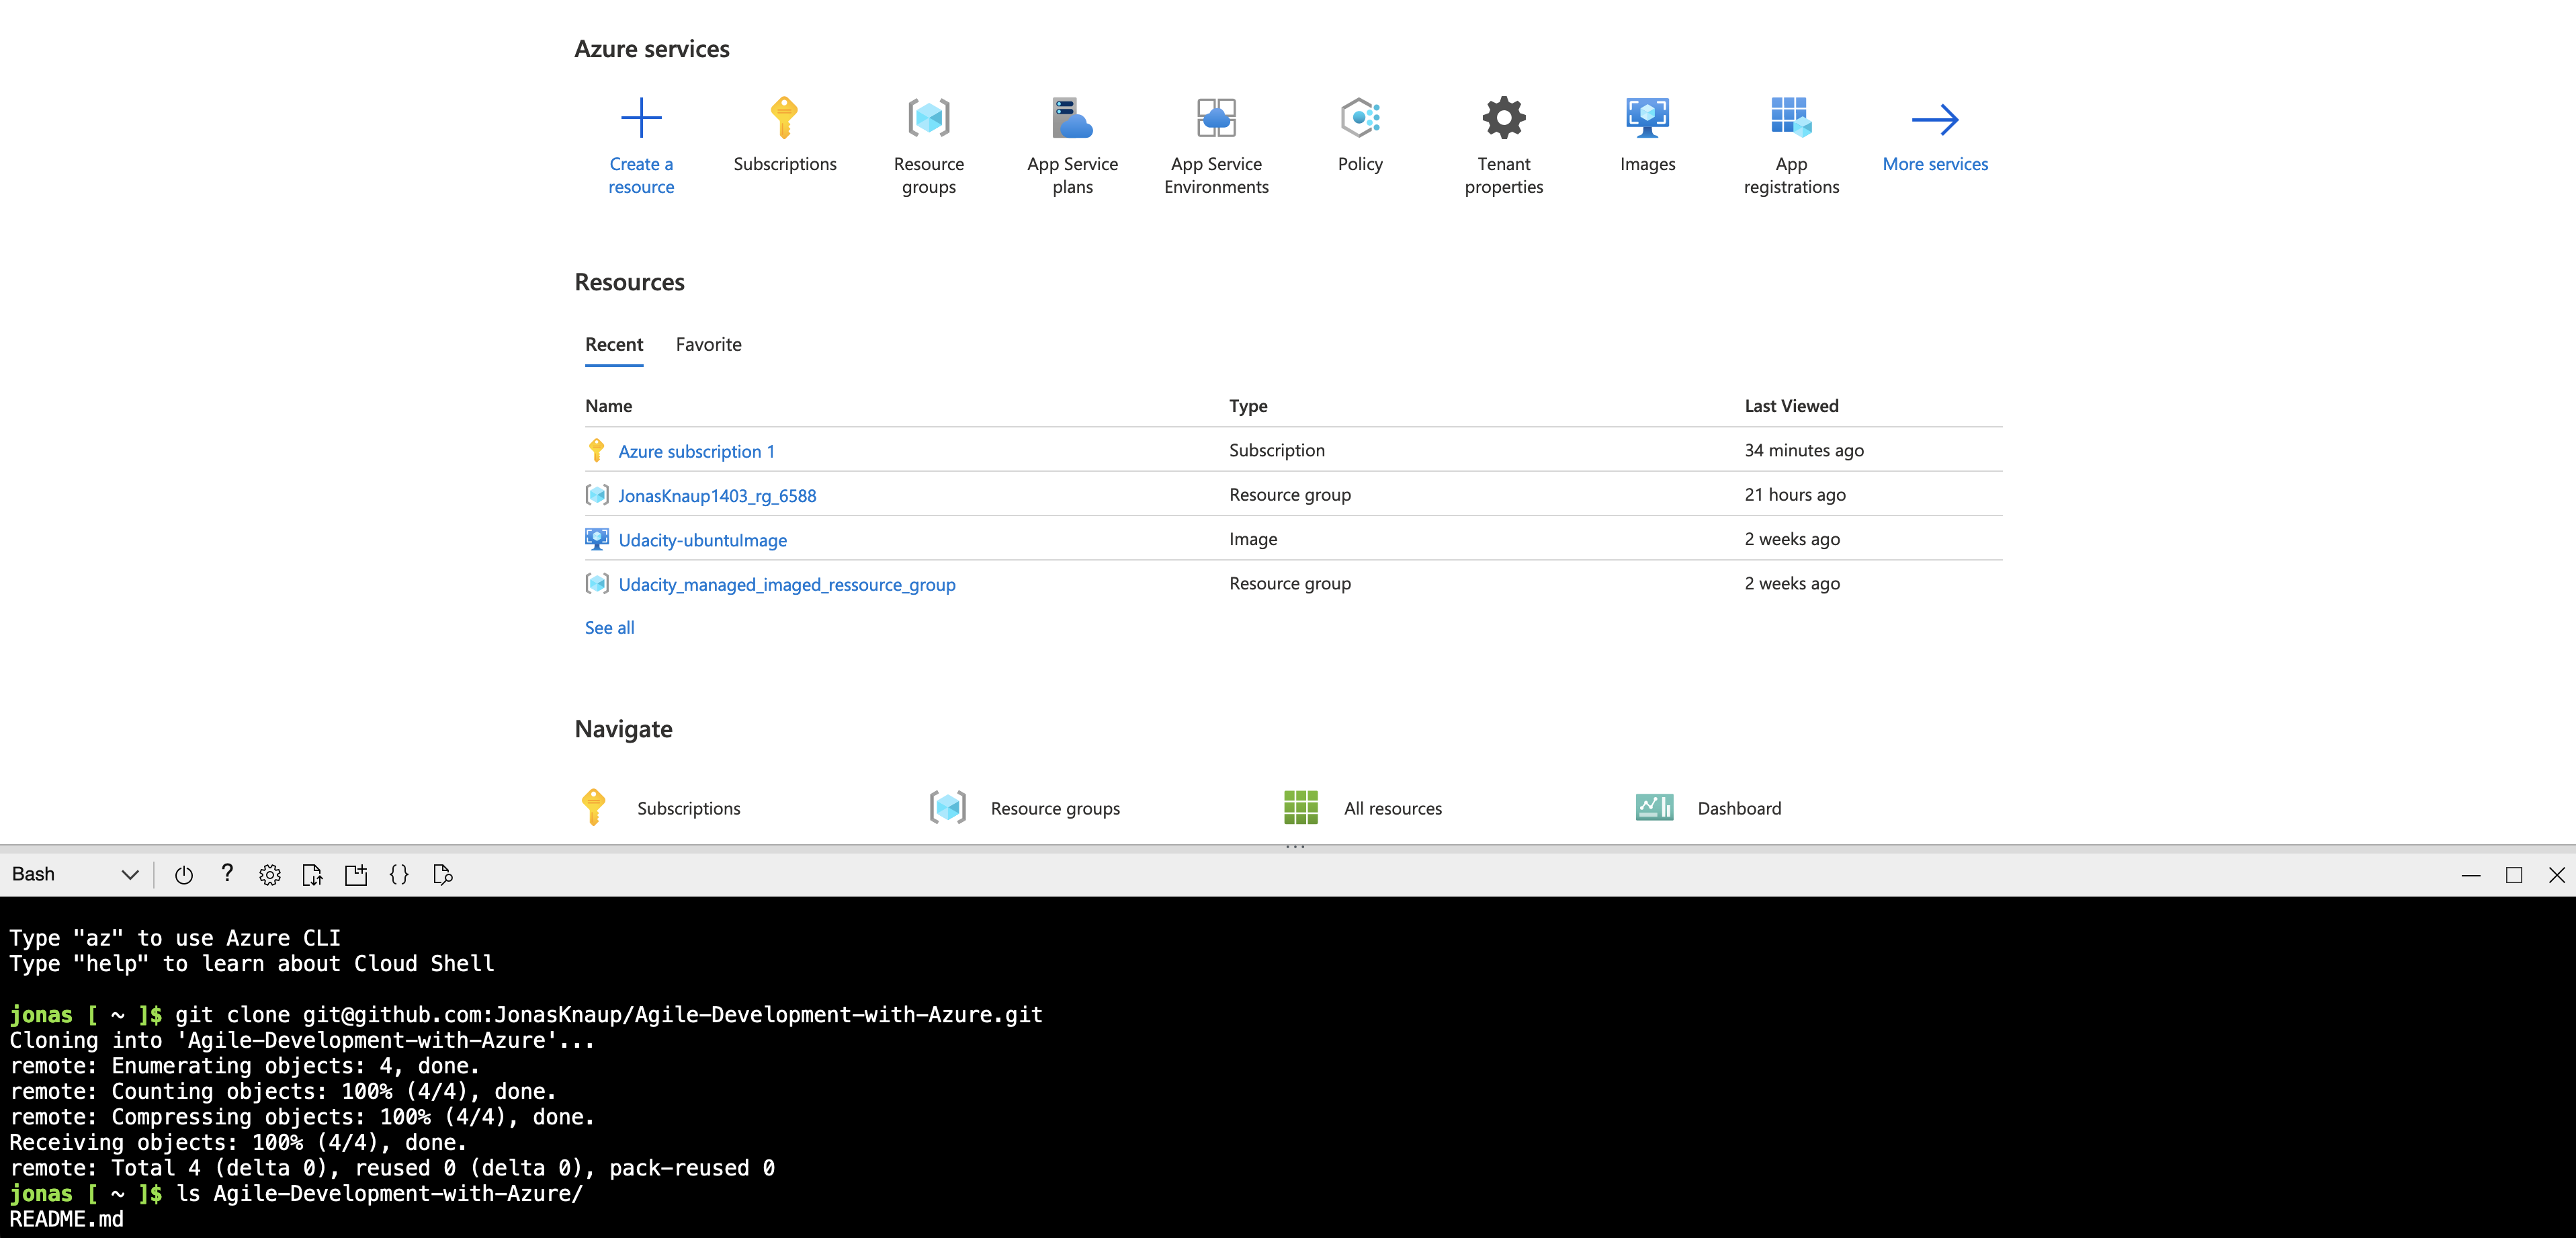 Azure services
Create a resource
Subscriptions
Resource groups
App Service plans
App Service Environments
Policy
Tenant properties
Images
App registrations
More services
Resources
Recent Favorite
Name Type Last Viewed
Azure subscription 1 Subscription 34 minutes ago
JonasKnaup1403_rg_6588 Resource group 21 hours ago
Udacity-ubuntuImage Image 2 weeks ago
Udacity_managed_imaged_ressource_group Resource group 2 weeks ago
See all
Navigate
Subscriptions Resource groups All resources Dashboard
Bash
Type "az" to use Azure CLI
Type "help" to learn about Cloud Shell
jonas [ ~ ]$ git clone git@github.com:JonasKnaup/Agile-Development-with-Azure.git
Cloning into 'Agile-Development-with-Azure'...
remote: Enumerating objects: 4, done.
remote: Counting objects: 100% (4/4), done.
remote: Compressing objects: 100% (4/4), done.
Receiving objects: 100% (4/4), done.
remote: Total 4 (delta 0), reused 0 (delta 0), pack-reused 0
jonas [ ~ ]$ ls Agile-Development-with-Azure/
README.md